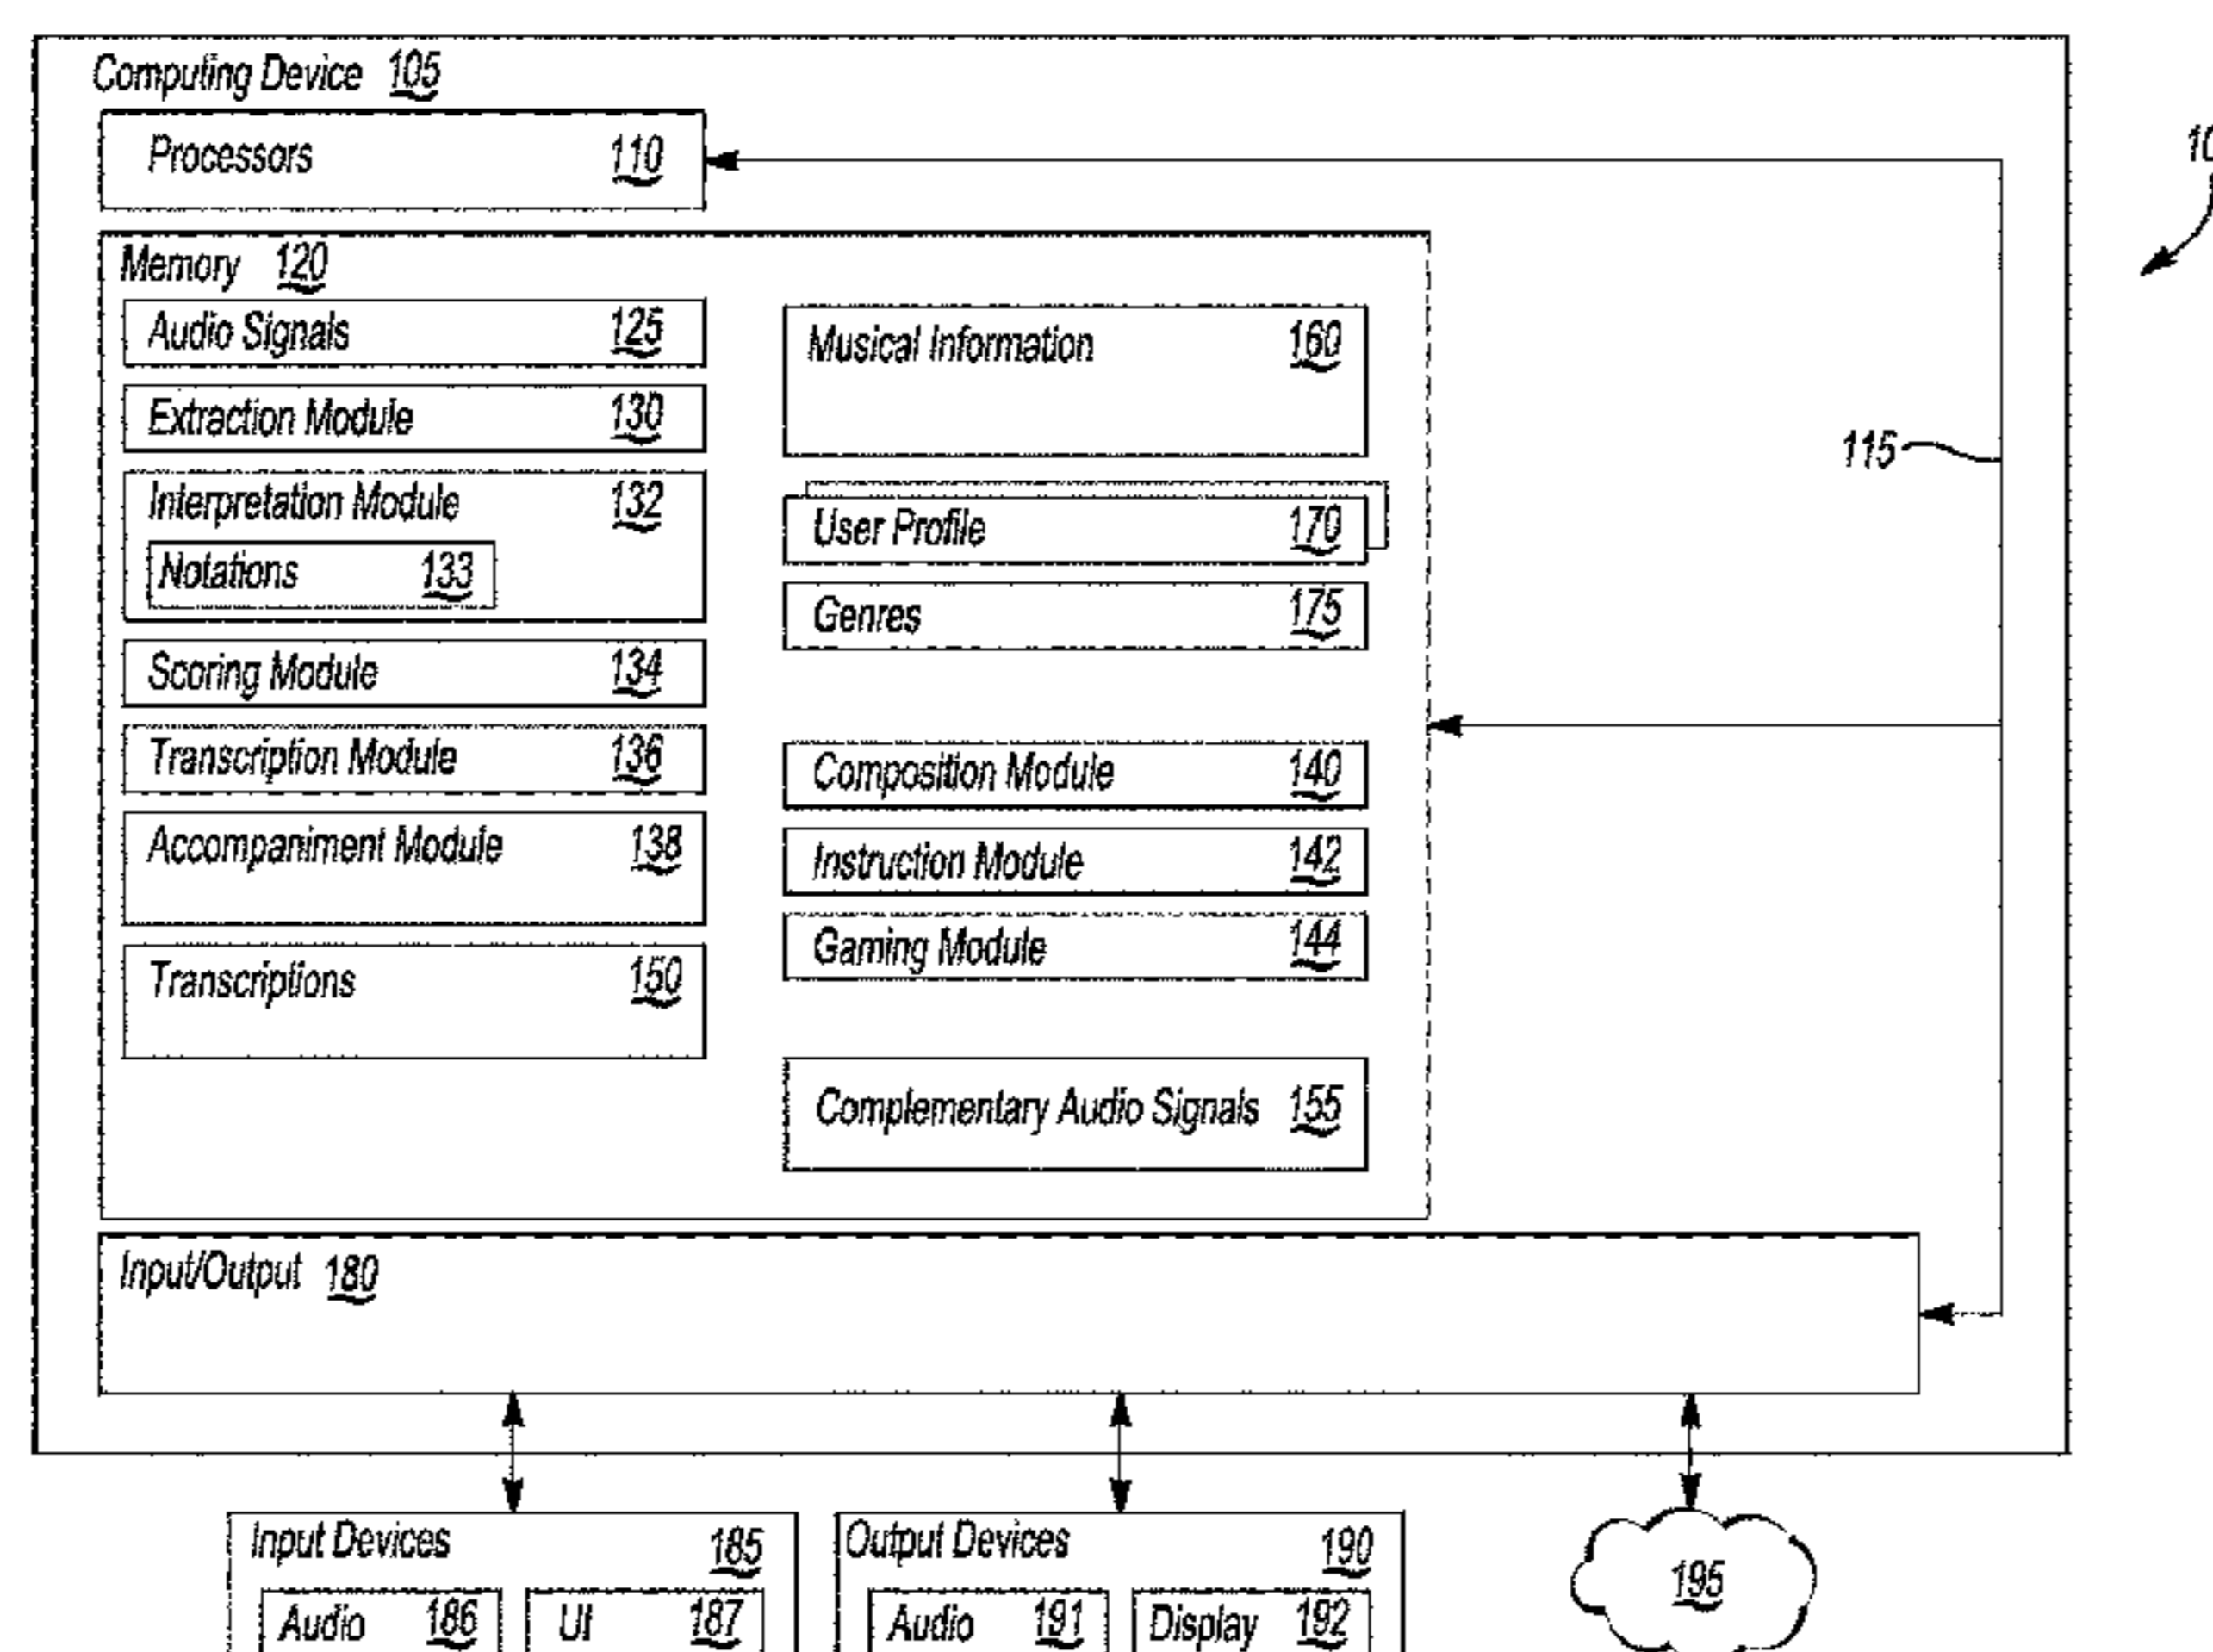 Computing Device 105
Processors 110
Memory 120
Audio Signals 125
Extraction Module 130
Interpretation Module 132
Notations 133
Scoring Module 134
Transcription Module 136
Accompaniment Module 138
Transcriptions 150
Musical Information 160
User Profile 170
Genres 175
Composition Module 140
Instruction Module 142
Gaming Module 144
Complementary Audio Signals 155
115
Input/Output 180
Input Devices 185
Audio 186
UI 187
Output Devices 190
Audio 191
Display 192
195